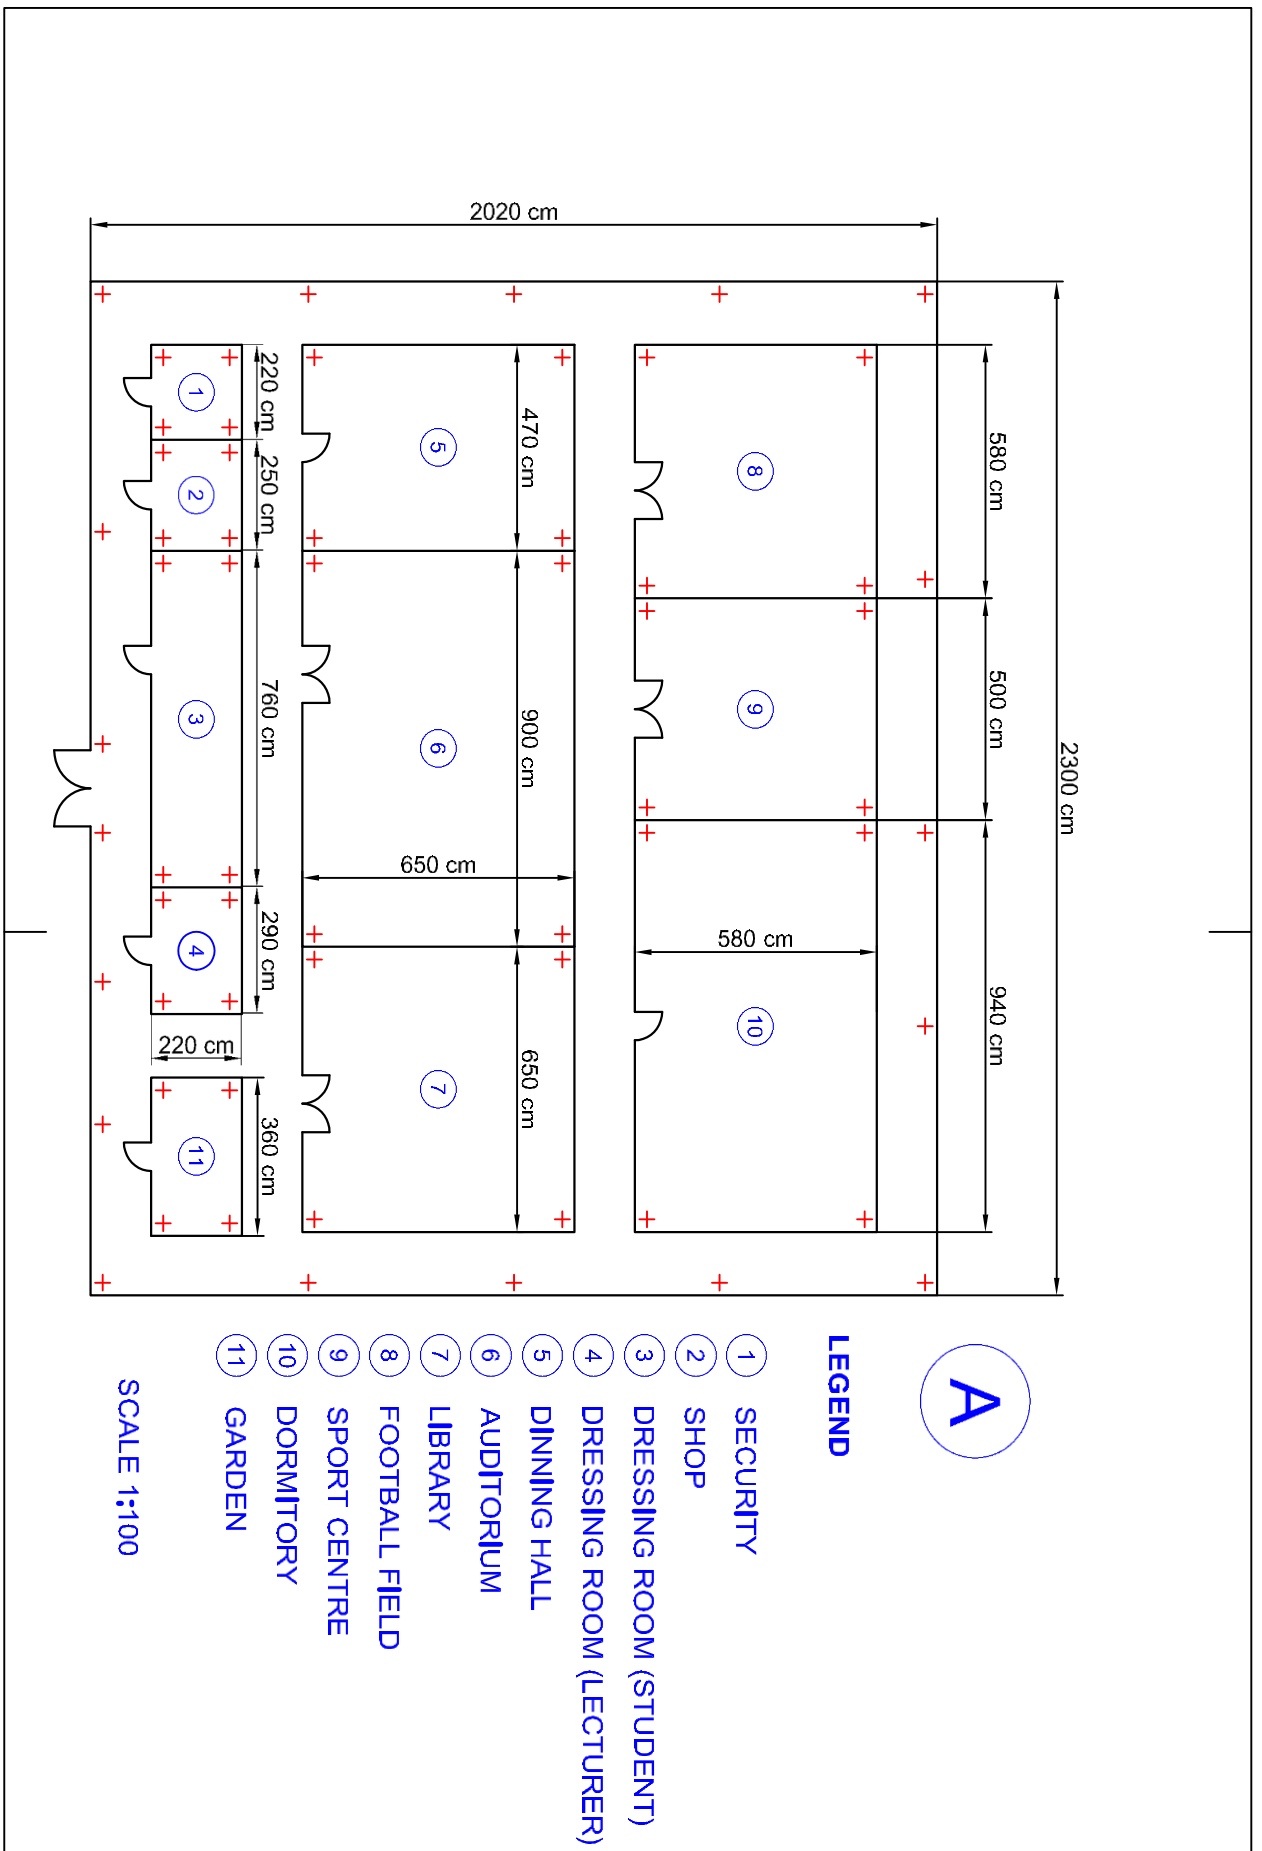 2300 cm
580 cm
500 cm
940 cm
2020 cm
8
9
10
580 cm
470 cm
900 cm
650 cm
5
6
7
650 cm
220 cm
250 cm
760 cm
290 cm
360 cm
1
2
3
4
11
220 cm
A
LEGEND
1 SECURITY
2 SHOP
3 DRESSING ROOM (STUDENT)
4 DRESSING ROOM (LECTURER)
5 DINNING HALL
6 AUDITORIUM
7 LIBRARY
8 FOOTBALL FIELD
9 SPORT CENTRE
10 DORMITORY
11 GARDEN
SCALE 1:100